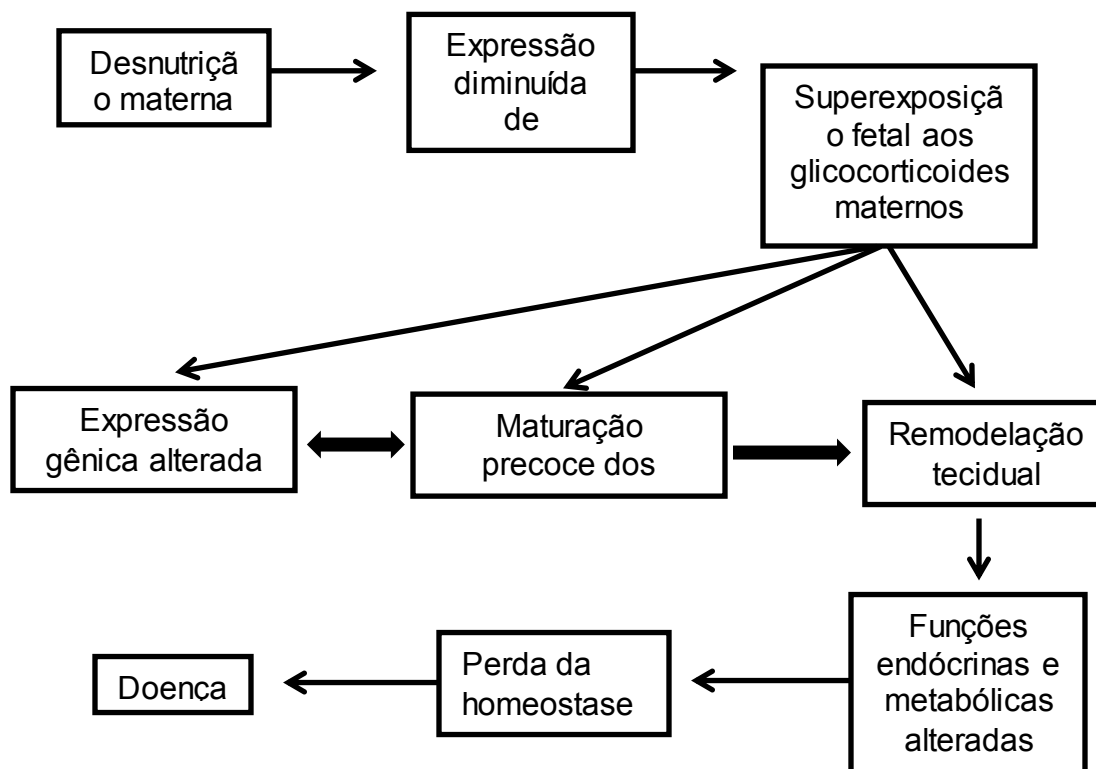 Desnutriçã
o materna
Expressão
diminuída
de
Superexposiçã
o fetal aos
glicocorticoides
maternos
Expressão
gênica alterada
Maturação
precoce dos
Remodelação
tecidual
Doença
Perda da
homeostase
Funções
endócrinas e
metabólicas
alteradas